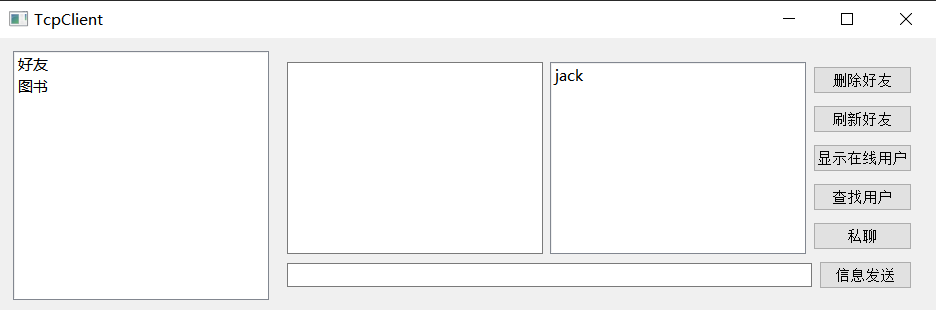 TcpClient
好友
图书
jack
删除好友
刷新好友
显示在线用户
查找用户
私聊
信息发送